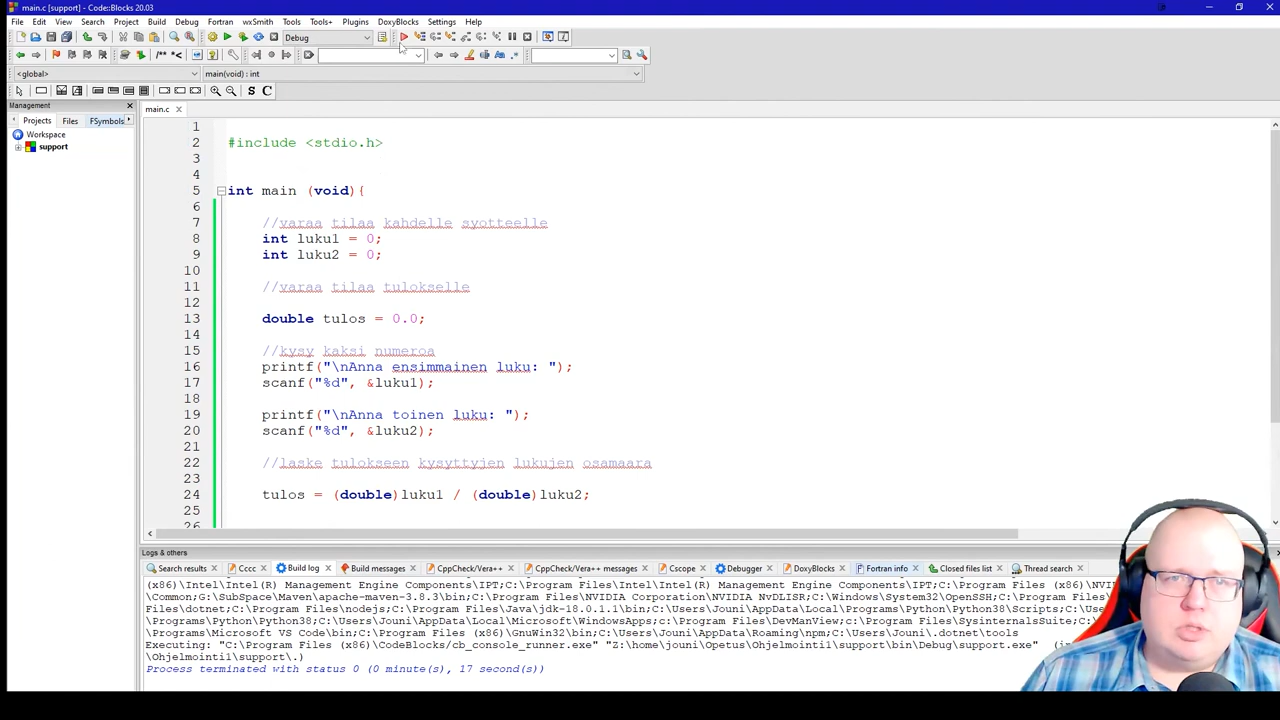 main.c [support] - Code::Blocks 20.03
File Edit View Search Project Build Debug Fortran wxSmith Tools Tools+ Plugins DoxyBlocks Settings Help
Debug
/** *<
<global> main(void) : int
S C
Management
main.c
Projects Files FSymbols
Workspace
support
1
2 #include <stdio.h>
3
4
5 int main (void){
6
7 //varaa tilaa kahdelle syotteelle
8 int luku1 = 0;
9 int luku2 = 0;
10
11 //varaa tilaa tulokselle
12
13 double tulos = 0.0;
14
15 //kysy kaksi numeroa
16 printf("\nAnna ensimmainen luku: ");
17 scanf("%d", &luku1);
18
19 printf("\nAnna toinen luku: ");
20 scanf("%d", &luku2);
21
22 //laske tulokseen kysyttyjen lukujen osamaara
23
24 tulos = (double)luku1 / (double)luku2;
25
26
Logs & others
Search results Cccc Build log Build messages CppCheck/Vera++ CppCheck/Vera++ messages Cscope Debugger DoxyBlocks Fortran info Closed files list Thread search
(x86)\Intel\Intel(R) Management Engine Components\IPT;C:\Program Files\Intel\Intel(R) Management Engine Components\IPT;C:\Program Files (x86)\NVI
\Common;G:\SubSpace\Maven\apache-maven-3.8.3\bin;C:\Program Files\NVIDIA Corporation\NVIDIA NvDLISR;C:\Windows\System32\OpenSSH;C:\Program
Files\dotnet;C:\Program Files\nodejs;C:\Program Files\Java\jdk-18.0.1.1\bin;C:\Users\Jouni\AppData\Local\Programs\Python\Python38\Scripts;C:\Use
\Programs\Python\Python38;C:\Users\Jouni\AppData\Local\Microsoft\WindowsApps;C:\Program Files\DevManView;C:\Program Files\SysinternalsSuite;
\Programs\Microsoft VS Code\bin;C:\Program Files (x86)\GnuWin32\bin;C:\Users\Jouni\AppData\Roaming\npm;C:\Users\Jouni\.dotnet\tools
Executing: "C:\Program Files (x86)\CodeBlocks/cb_console_runner.exe" "Z:\home\jouni\Opetus\Ohjelmointi1\support\bin\Debug\support.exe" (i
\Ohjelmointi1\support\.)
Process terminated with status 0 (0 minute(s), 17 second(s))